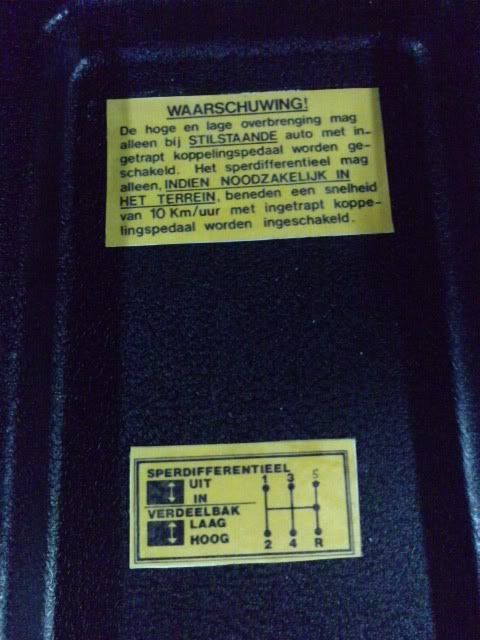 WAARSCHUWING!
De hoge en lage overbrenging mag
alleen bij STILSTAANDE auto met in-
getrapt koppelingspedaal worden ge-
schakeld. Het sperdifferentieel mag
alleen, INDIEN NOODZAKELIJK IN
HET TERREIN, beneden een snelheid
van 10 Km/uur met ingetrapt koppe-
lingspedaal worden ingeschakeld.
SPERDIFFERENTIEEL
UIT
IN
VERDEELBAK
LAAG
HOOG
1 3 5
2 4 R